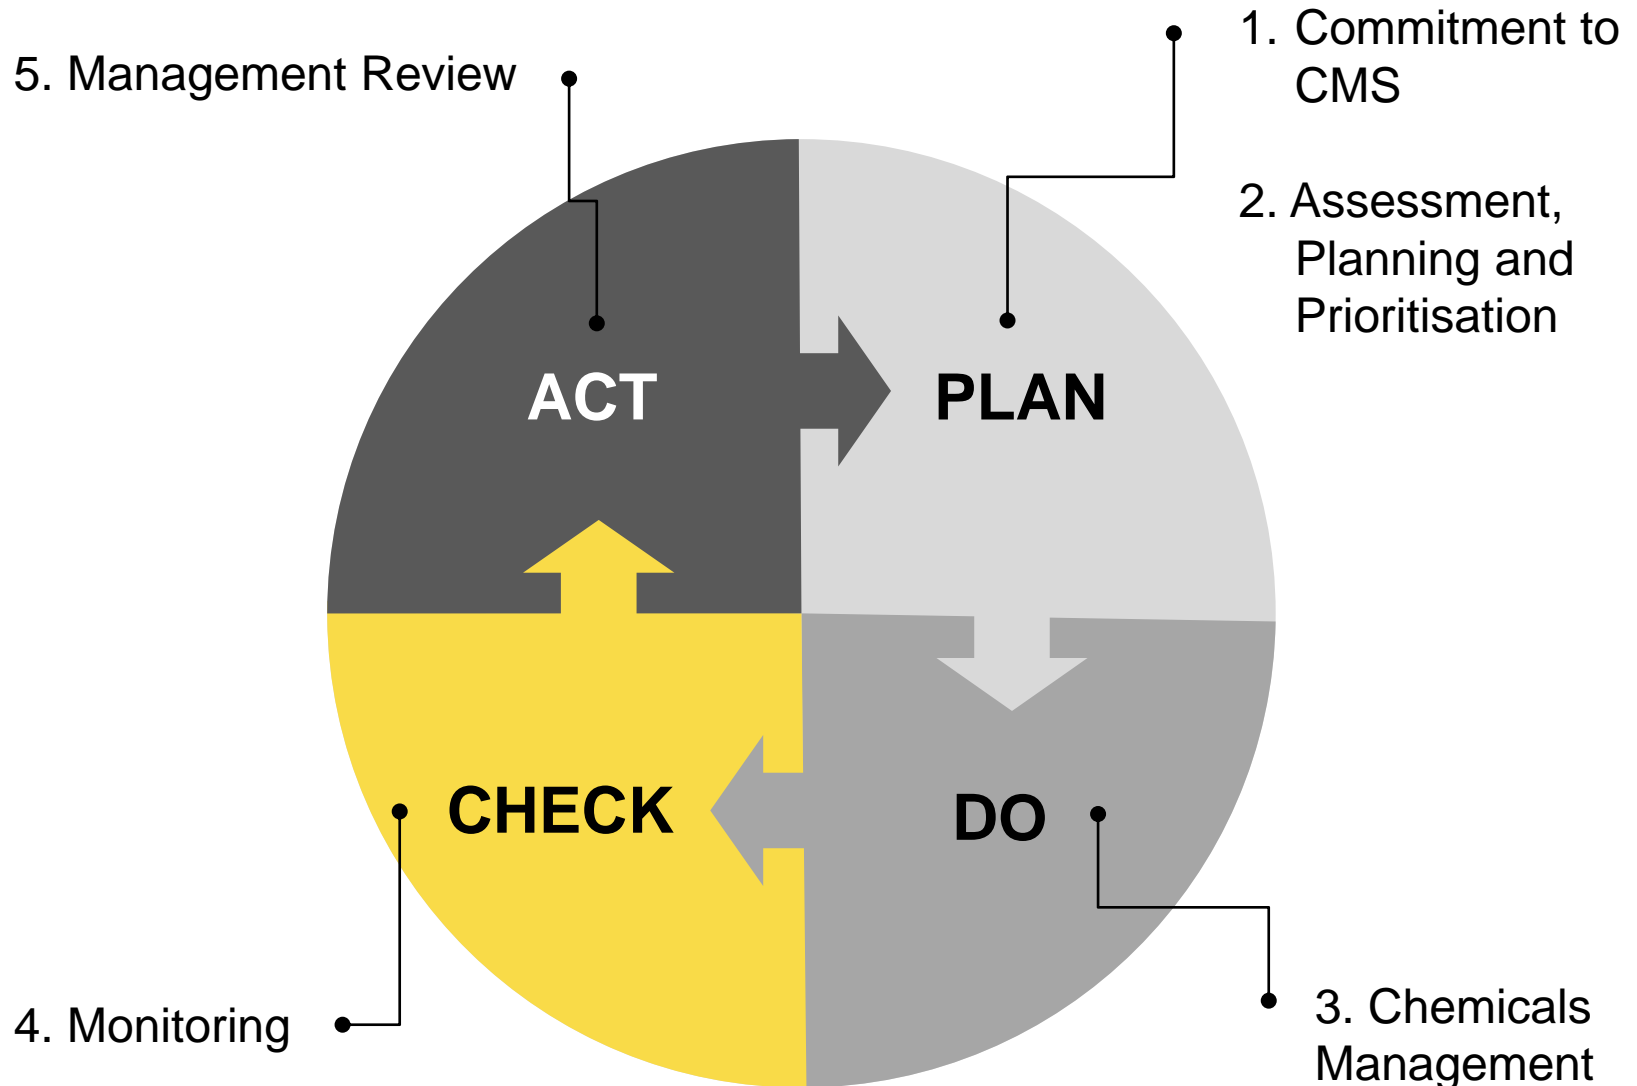 1. Commitment to
CMS
5. Management Review
2. Assessment,
Planning and
Prioritisation
ACT
PLAN
CHECK
DO
4. Monitoring
3. Chemicals
Management